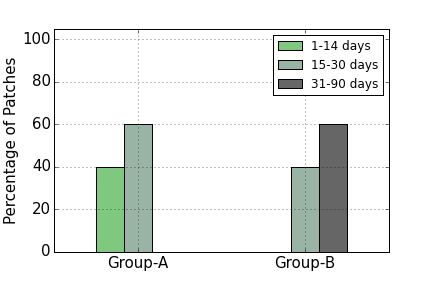 100
80
60
40
20
0
Percentage of Patches
1-14 days
15-30 days
31-90 days
Group-A
Group-B